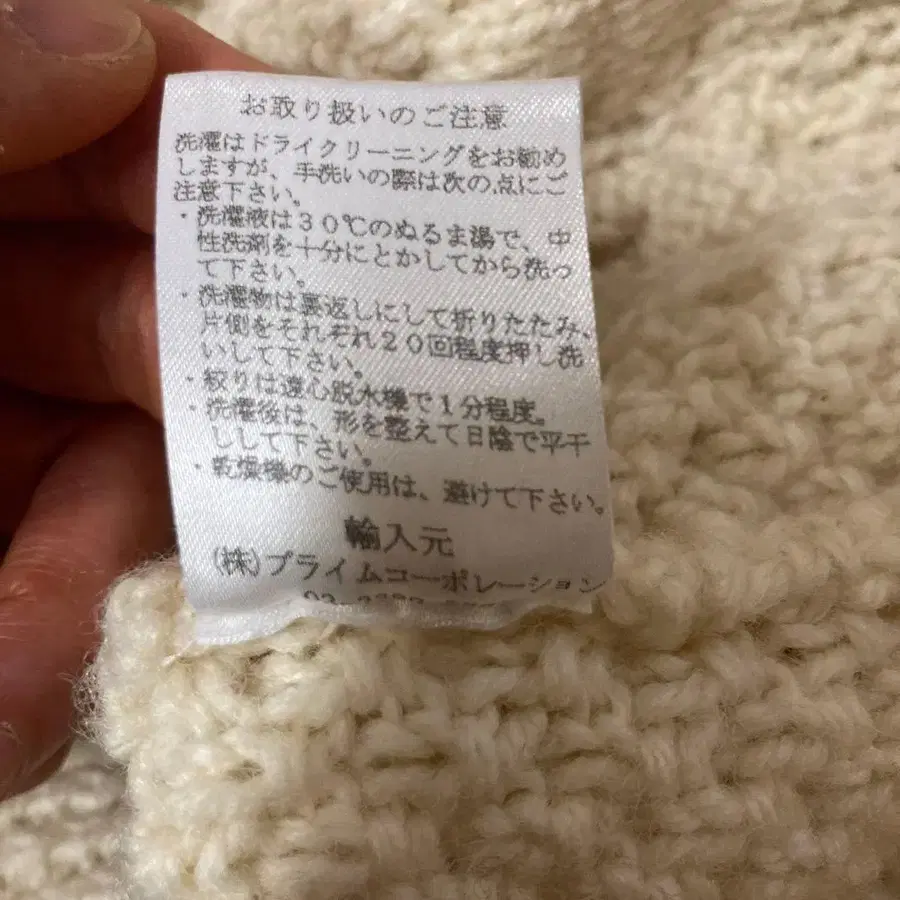 お取り扱いのご注意
洗濯はドライクリーニングをお勧め
しますが、手洗いの際は次の点にご
注意下さい。
・洗濯液は30℃のぬるま湯で、中
性洗剤を十分にとかしてから洗っ
て下さい。
・洗濯物は裏返しにして折りたたみ、
片側をそれぞれ20回程度押し洗
いして下さい。
・絞りは遠心脱水機で1分程度。
・洗濯後は、形を整えて日陰で平干
しして下さい。
・乾燥機のご使用は、避けて下さい。
輸入元
(株)プライムコーポレーション
03-